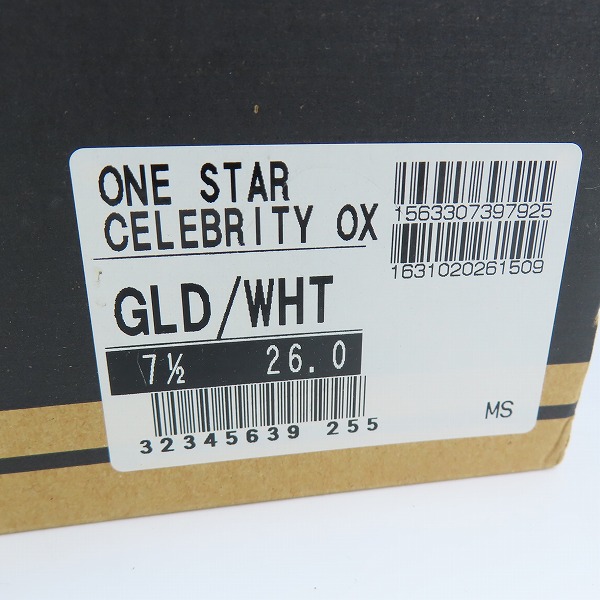 ONE STAR
CELEBRITY OX
GLD/WHT
7½ 26.0
32345639 255
1563307397925
1631020261509
MS